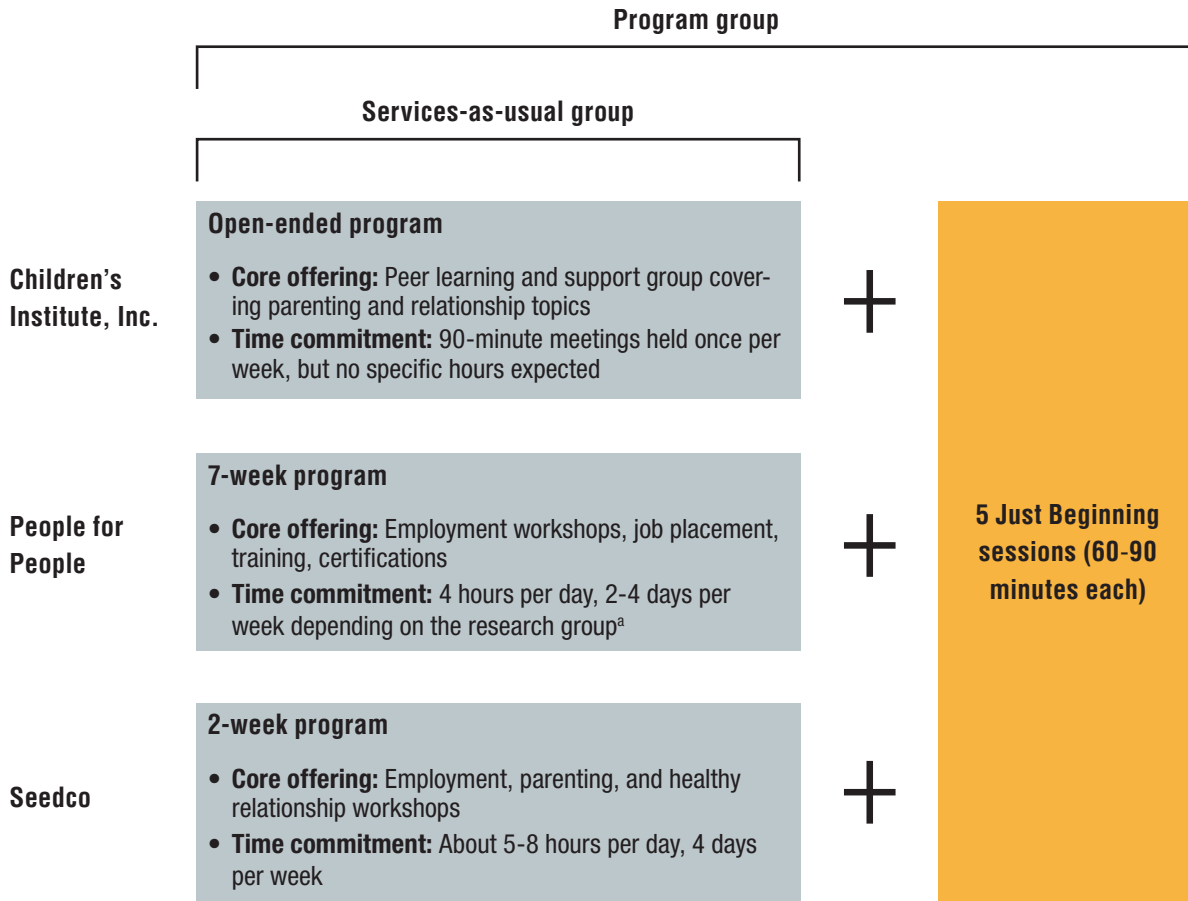 Program group
Services-as-usual group
Children's
Institute, Inc.
Open-ended program
• Core offering: Peer learning and support group cover-
ing parenting and relationship topics
• Time commitment: 90-minute meetings held once per
week, but no specific hours expected
+
People for
People
7-week program
• Core offering: Employment workshops, job placement,
training, certifications
• Time commitment: 4 hours per day, 2-4 days per
week depending on the research groupᵃ
+
5 Just Beginning
sessions (60-90
minutes each)
Seedco
2-week program
• Core offering: Employment, parenting, and healthy
relationship workshops
• Time commitment: About 5-8 hours per day, 4 days
per week
+